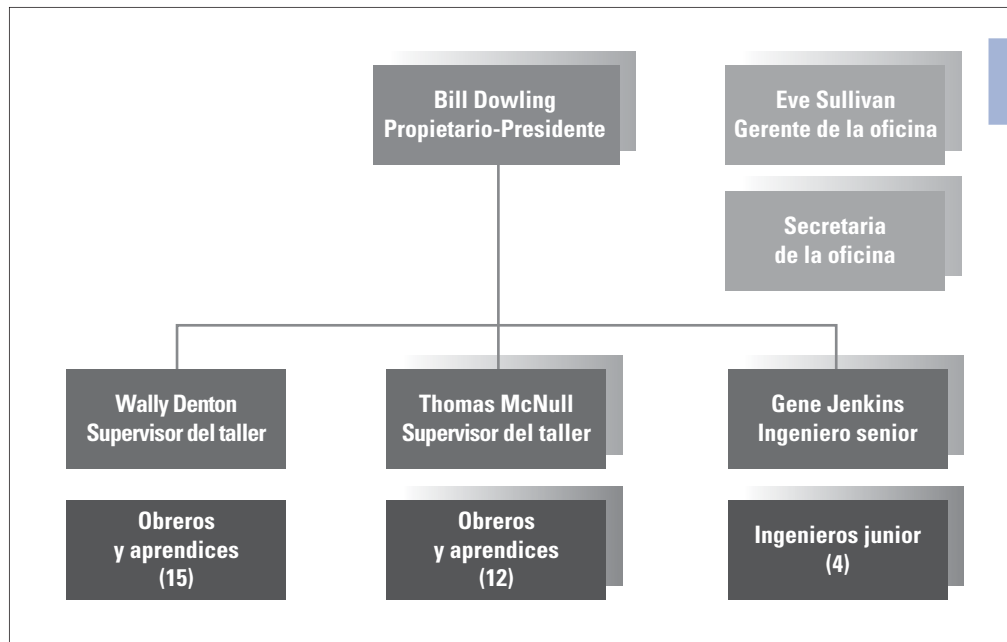 Bill Dowling
Propietario-Presidente
Eve Sullivan
Gerente de la oficina
Secretaria
de la oficina
Wally Denton
Supervisor del taller
Thomas McNull
Supervisor del taller
Gene Jenkins
Ingeniero senior
Obreros
y aprendices
(15)
Obreros
y aprendices
(12)
Ingenieros junior
(4)